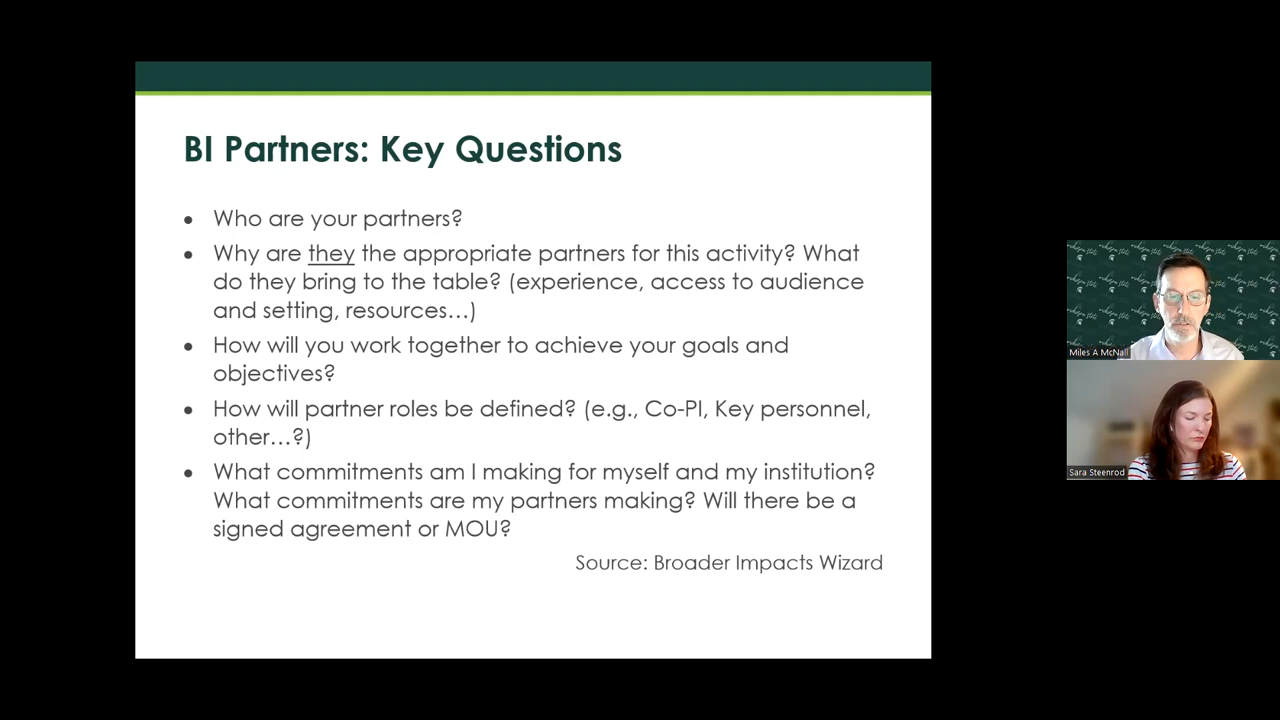 BI Partners: Key Questions
• Who are your partners?
• Why are they the appropriate partners for this activity? What
do they bring to the table? (experience, access to audience
and setting, resources…)
• How will you work together to achieve your goals and
objectives?
• How will partner roles be defined? (e.g., Co-PI, Key personnel,
other…?)
• What commitments am I making for myself and my institution?
What commitments are my partners making? Will there be a
signed agreement or MOU?
Source: Broader Impacts Wizard
Miles A McNall
Sara Steenrod